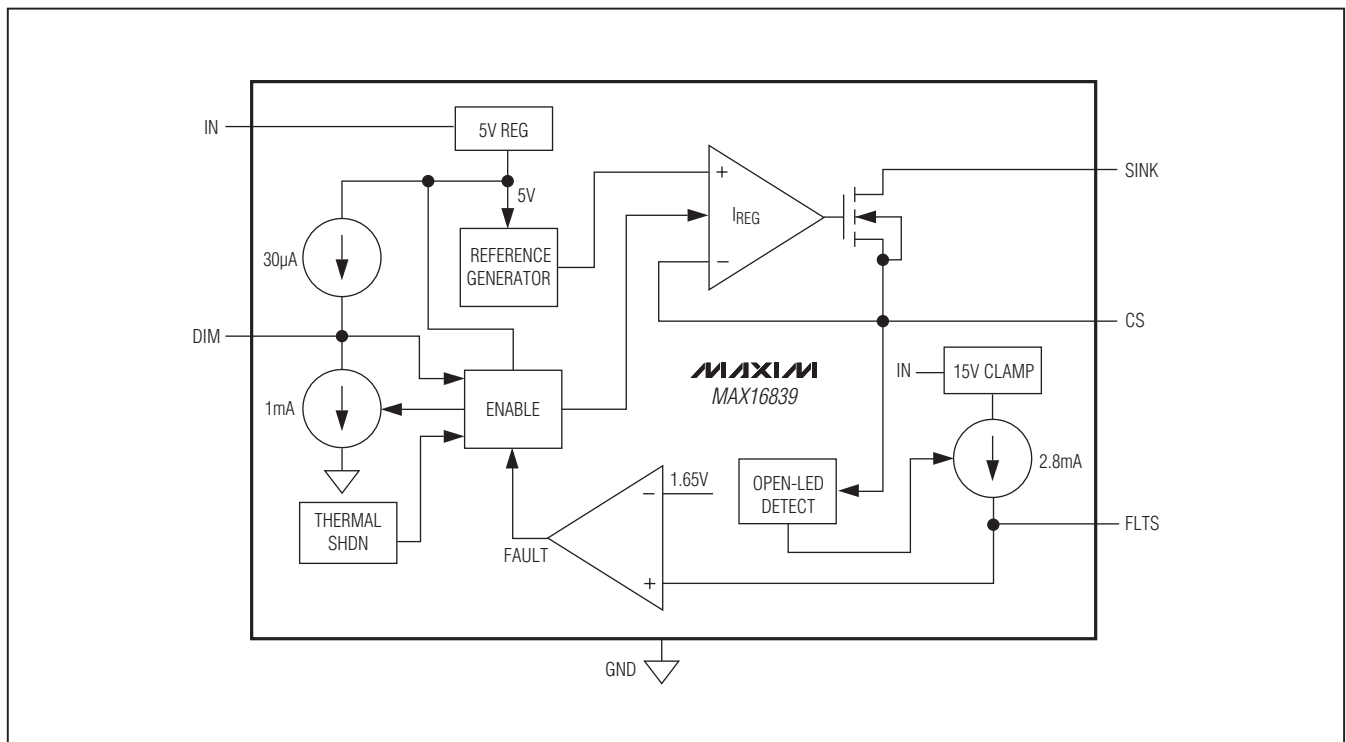 IN
5V REG
SINK
5V
+
I_REG
30µA
REFERENCE
GENERATOR
−
DIM
CS
MAXIM
MAX16839
IN
15V CLAMP
1mA
ENABLE
2.8mA
1.65V
−
OPEN-LED
DETECT
THERMAL
SHDN
FLTS
FAULT
+
GND